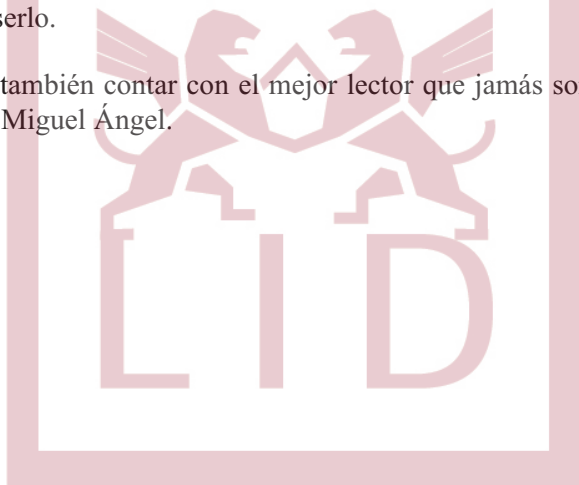 serlo.
también contar con el mejor lector que jamás so
Miguel Ángel.
LID